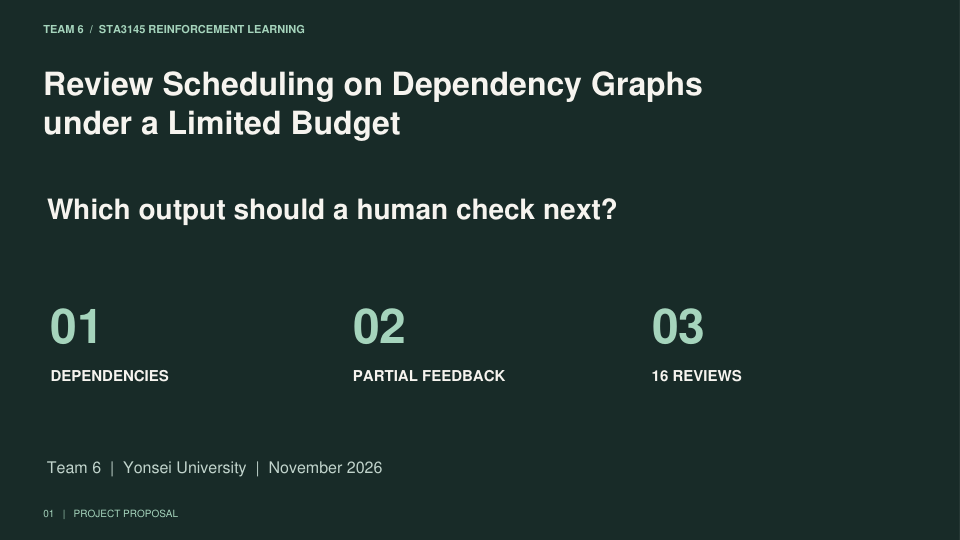 TEAM 6 / STA3145 REINFORCEMENT LEARNING
Review Scheduling on Dependency Graphs
under a Limited Budget
Which output should a human check next?
01
DEPENDENCIES
02
PARTIAL FEEDBACK
03
16 REVIEWS
Team 6 | Yonsei University | November 2026
01 | PROJECT PROPOSAL